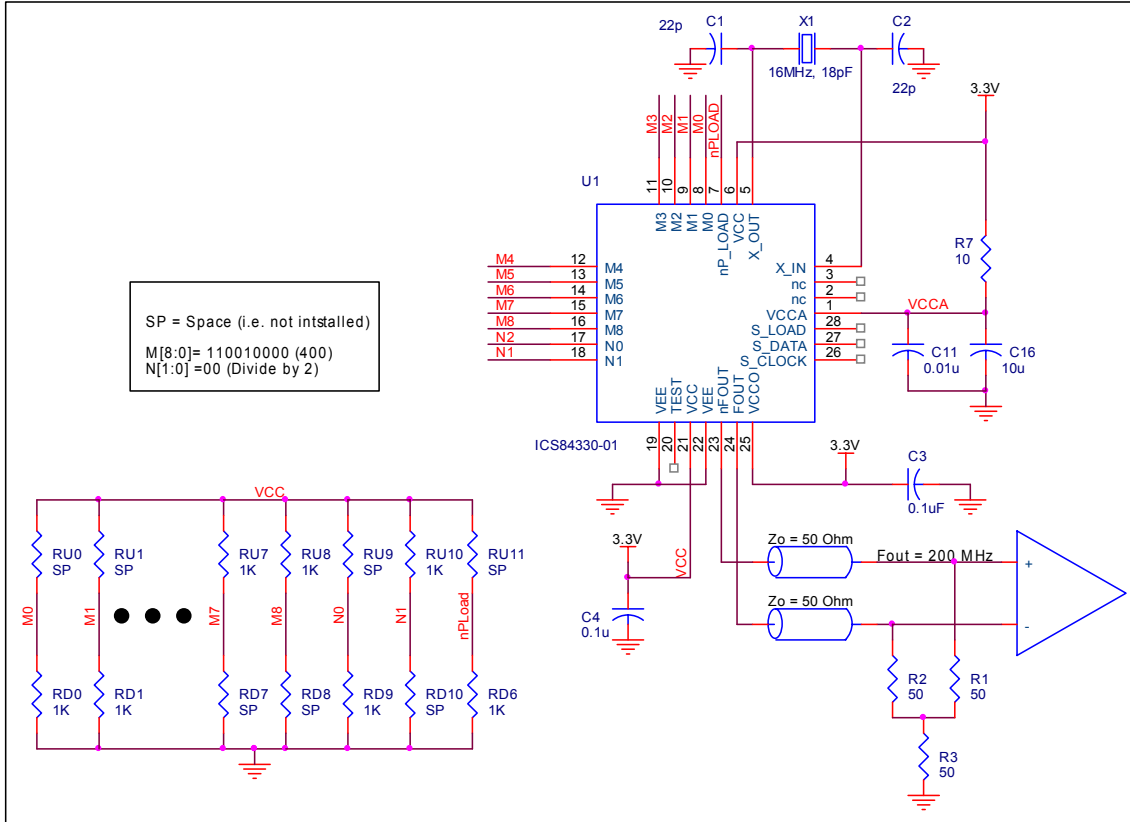 22p
C1
X1
C2
16MHz, 18pF
22p
3.3V
M3
M2
M1
M0
nPLOAD
U1
11
10
9
8
7
6
5
M3
M2
M1
M0
nP_LOAD
VCC
X_OUT
R7
10
M4 12 M4
M5 13 M5
M6 14 M6
M7 15 M7
M8 16 M8
N2 17 N0
N1 18 N1
X_IN 4
nc 3
nc 2
VCCA 1 VCCA
S_LOAD 28
S_DATA 27
S_CLOCK 26
C11
0.01u
C16
10u
SP = Space (i.e. not intstalled)
M[8:0]= 110010000 (400)
N[1:0] =00 (Divide by 2)
VEE
TEST
VCC
VEE
nFOUT
FOUT
VCCO
19
20
21
22
23
24
25
ICS84330-01
3.3V
C3
0.1uF
VCC
RU0
SP
RU1
SP
RU7
1K
RU8
1K
RU9
SP
RU10
1K
RU11
SP
M0
M1
M7
M8
N0
N1
nPLoad
RD0
1K
RD1
1K
RD7
SP
RD8
SP
RD9
1K
RD10
SP
RD6
1K
3.3V
VCC
C4
0.1u
Zo = 50 Ohm
Fout = 200 MHz
Zo = 50 Ohm
+
-
R2
50
R1
50
R3
50